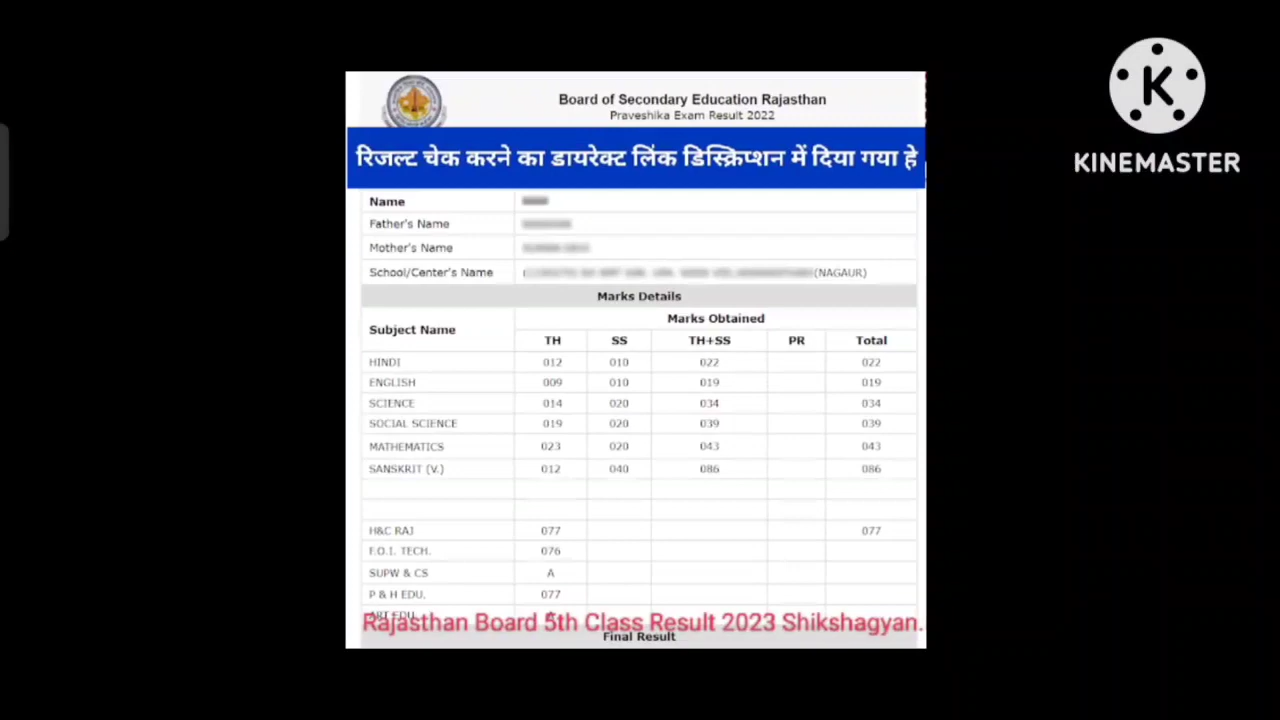 KINEMASTER
Board of Secondary Education Rajasthan
Praveshika Exam Result 2022
रिजल्ट चेक करने का डायरेक्ट लिंक डिस्क्रिप्शन में दिया गया हे
Name
Father's Name
Mother's Name
School/Center's Name (NAGAUR)
Marks Details
Subject Name Marks Obtained
TH SS TH+SS PR Total
HINDI 012 010 022 022
ENGLISH 009 010 019 019
SCIENCE 014 020 034 034
SOCIAL SCIENCE 019 020 039 039
MATHEMATICS 023 020 043 043
SANSKRIT (V.) 012 040 086 086
H&C RAJ 077 077
F.O.I. TECH. 076
SUPW & CS A
P & H EDU. 077
ART EDU.
Rajasthan Board 5th Class Result 2023 Shikshagyan.
Final Result